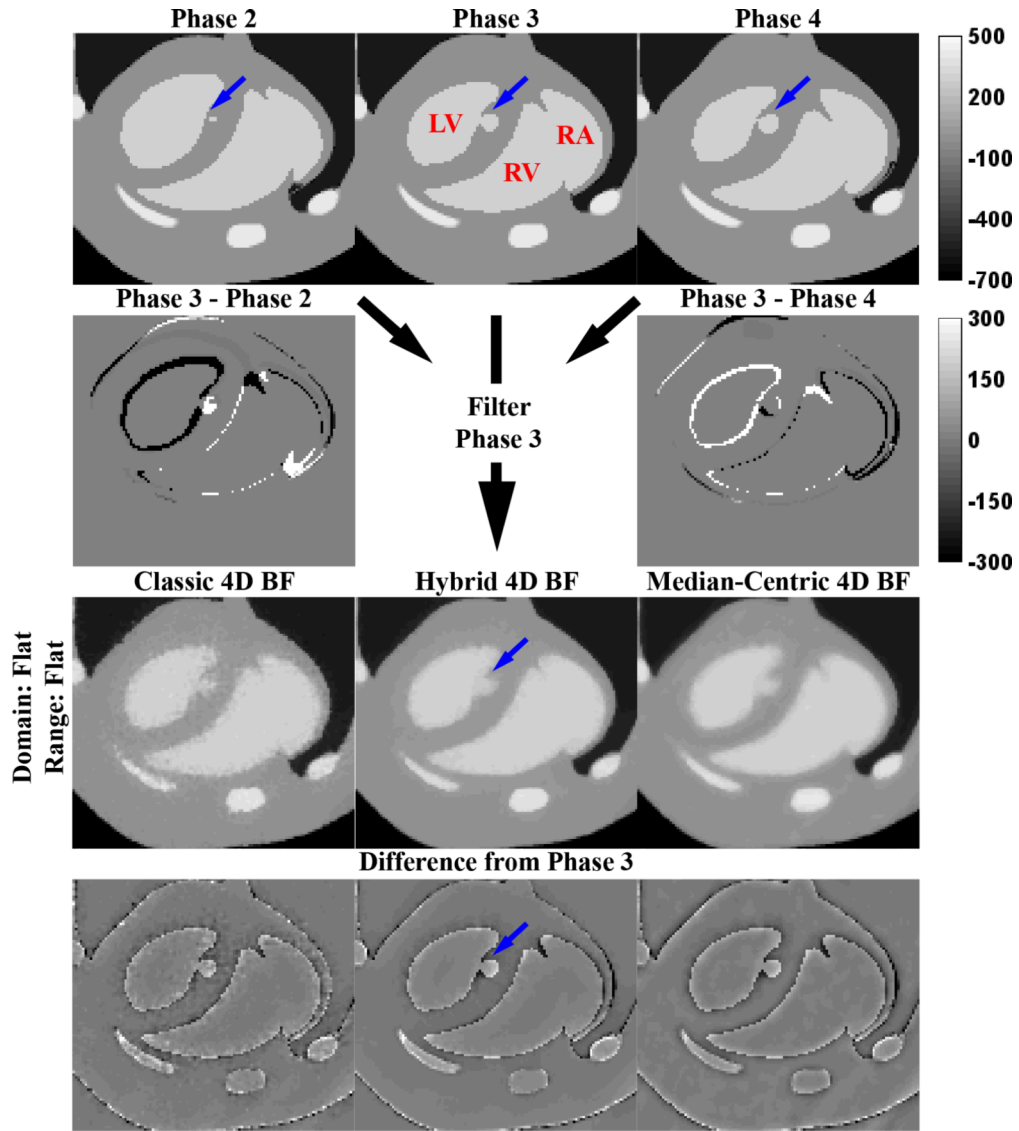 Phase 2
Phase 3
Phase 4
LV
RV
RA
500
200
-100
-400
-700
Phase 3 - Phase 2
Phase 3 - Phase 4
300
150
0
-150
-300
Filter
Phase 3
Classic 4D BF
Hybrid 4D BF
Median-Centric 4D BF
Domain: Flat
Range: Flat
Difference from Phase 3